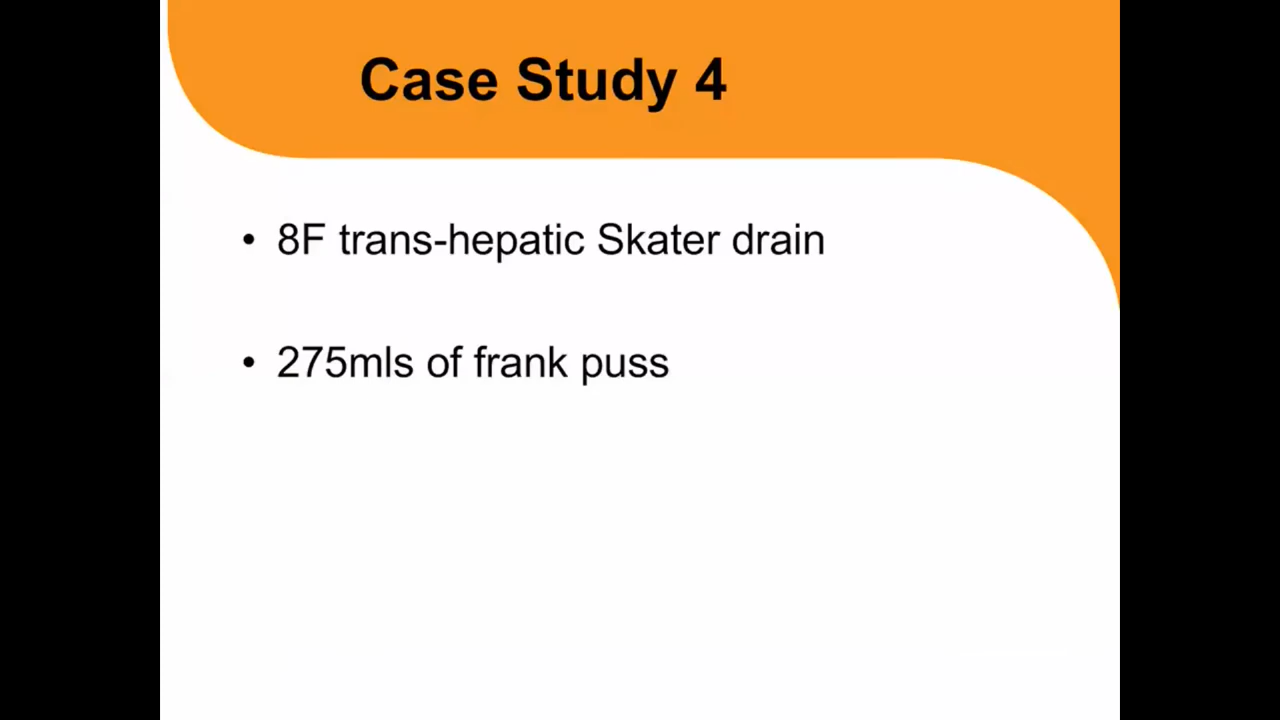 Case Study 4
• 8F trans-hepatic Skater drain
• 275mls of frank puss